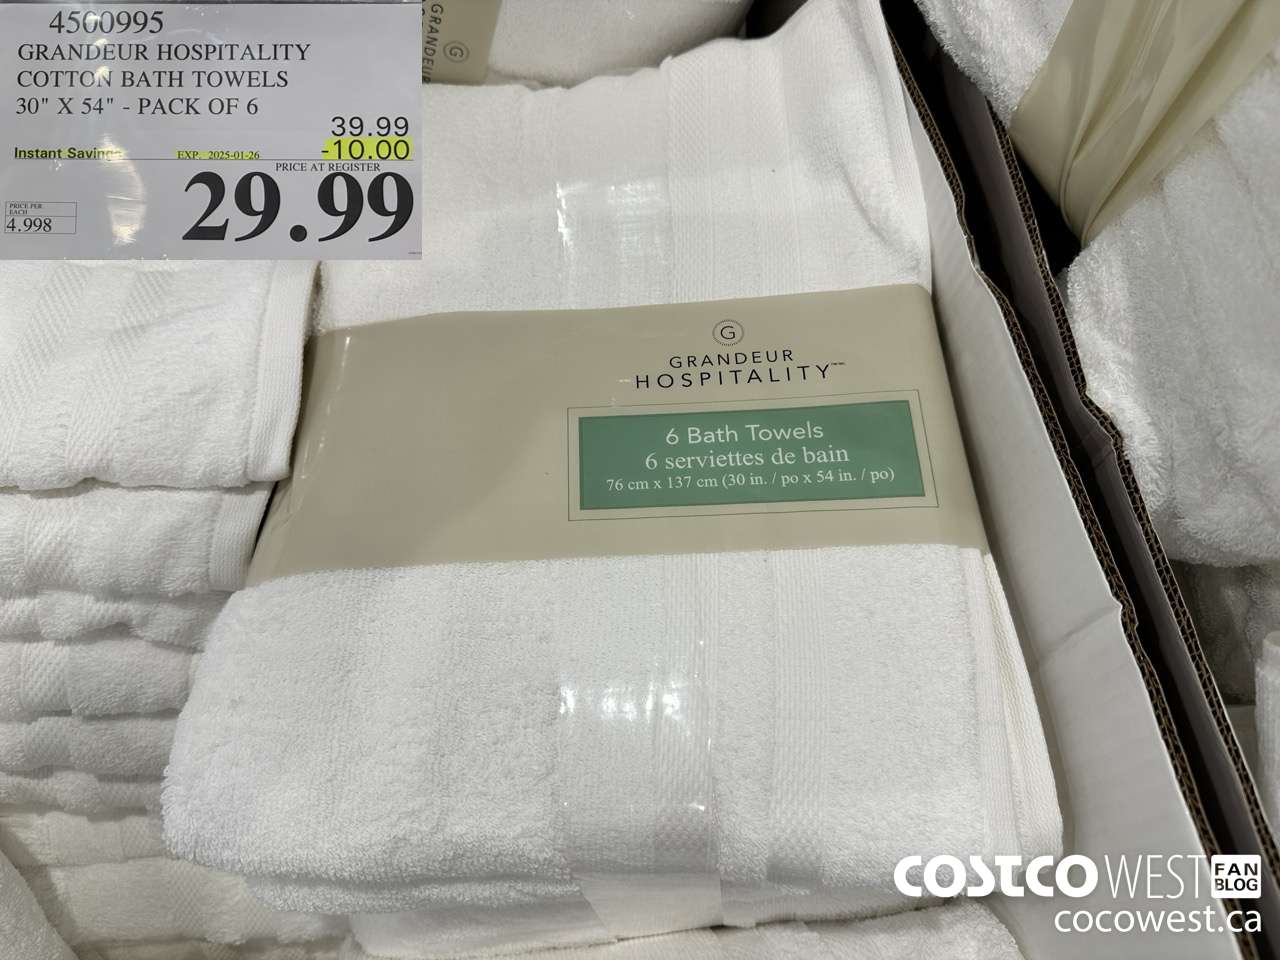 4500995
GRANDEUR HOSPITALITY
COTTON BATH TOWELS
30" X 54" - PACK OF 6
39.99
Instant Savings EXP. 2025-01-26 -10.00
PRICE AT REGISTER
29.99
PRICE PER
EACH
4.998
GRANDEUR
G
G
GRANDEUR
HOSPITALITY
6 Bath Towels
6 serviettes de bain
76 cm x 137 cm (30 in. / po x 54 in. / po)
COSTCO WEST FAN BLOG
cocowest.ca